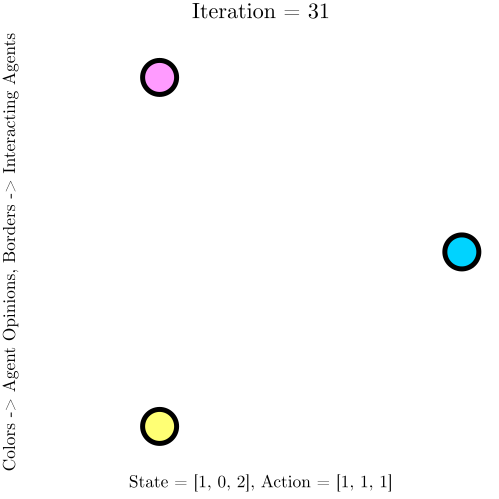 Iteration = 31
Colors -> Agent Opinions, Borders -> Interacting Agents
State = [1, 0, 2], Action = [1, 1, 1]